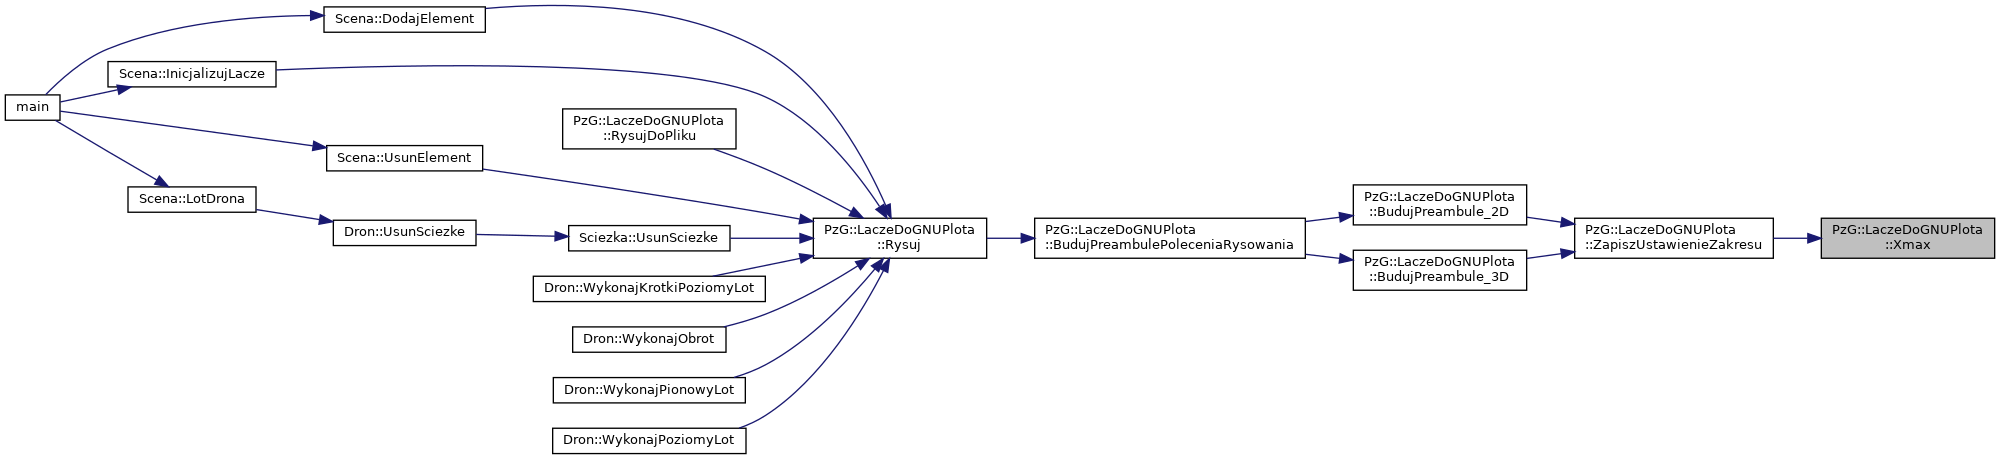 main
Scena::DodajElement
Scena::InicjalizujLacze
Scena::UsunElement
Scena::LotDrona
Dron::UsunSciezke
PzG::LaczeDoGNUPlota
::RysujDoPliku
Sciezka::UsunSciezke
Dron::WykonajKrotkiPoziomyLot
Dron::WykonajObrot
Dron::WykonajPionowyLot
Dron::WykonajPoziomyLot
PzG::LaczeDoGNUPlota
::Rysuj
PzG::LaczeDoGNUPlota
::BudujPreambulePoleceniaRysowania
PzG::LaczeDoGNUPlota
::BudujPreambule_2D
PzG::LaczeDoGNUPlota
::BudujPreambule_3D
PzG::LaczeDoGNUPlota
::ZapiszUstawienieZakresu
PzG::LaczeDoGNUPlota
::Xmax